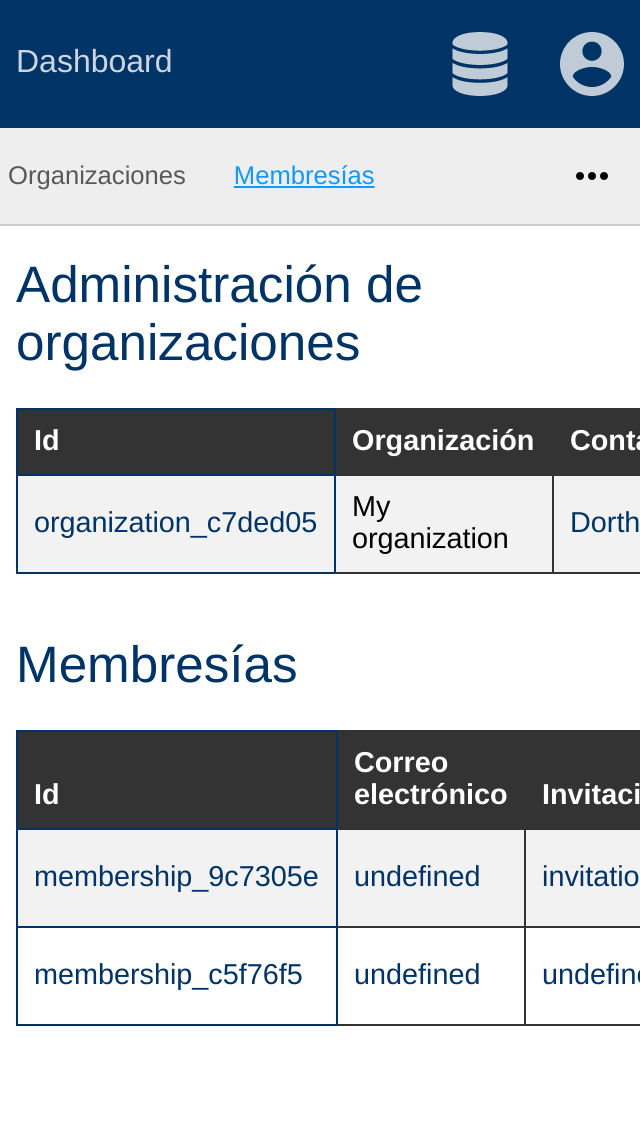 Dashboard
Organizaciones Membresías
Administración de
organizaciones
Id Organización Conta
organization_c7ded05 My organization Dorth
Membresías
Id Correo electrónico Invitaci
membership_9c7305e undefined invitatio
membership_c5f76f5 undefined undefine